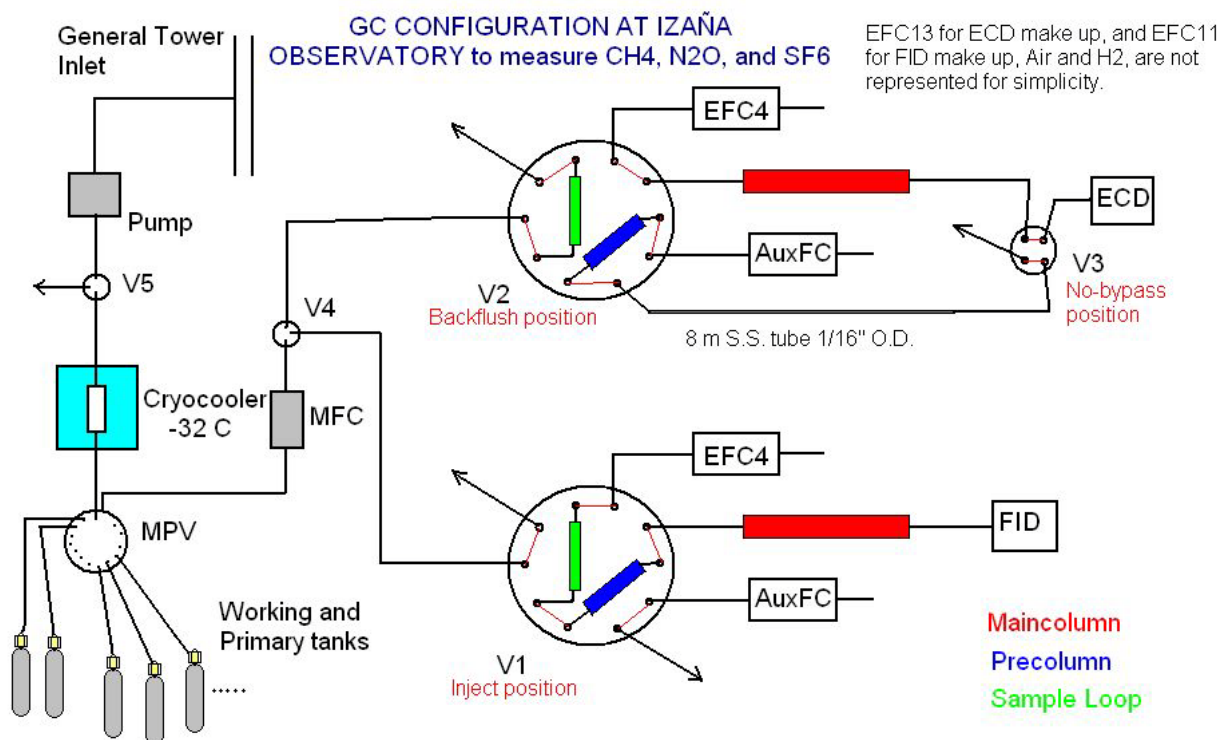 GC CONFIGURATION AT IZAÑA
OBSERVATORY to measure CH4, N2O, and SF6
EFC13 for ECD make up, and EFC11
for FID make up, Air and H2, are not
represented for simplicity.
General Tower
Inlet
Pump
V5
Cryocooler
-32 C
MPV
Working and
Primary tanks
.....
V4
MFC
EFC4
AuxFC
V2
Backflush position
ECD
V3
No-bypass
position
8 m S.S. tube 1/16" O.D.
EFC4
FID
AuxFC
V1
Inject position
Maincolumn
Precolumn
Sample Loop